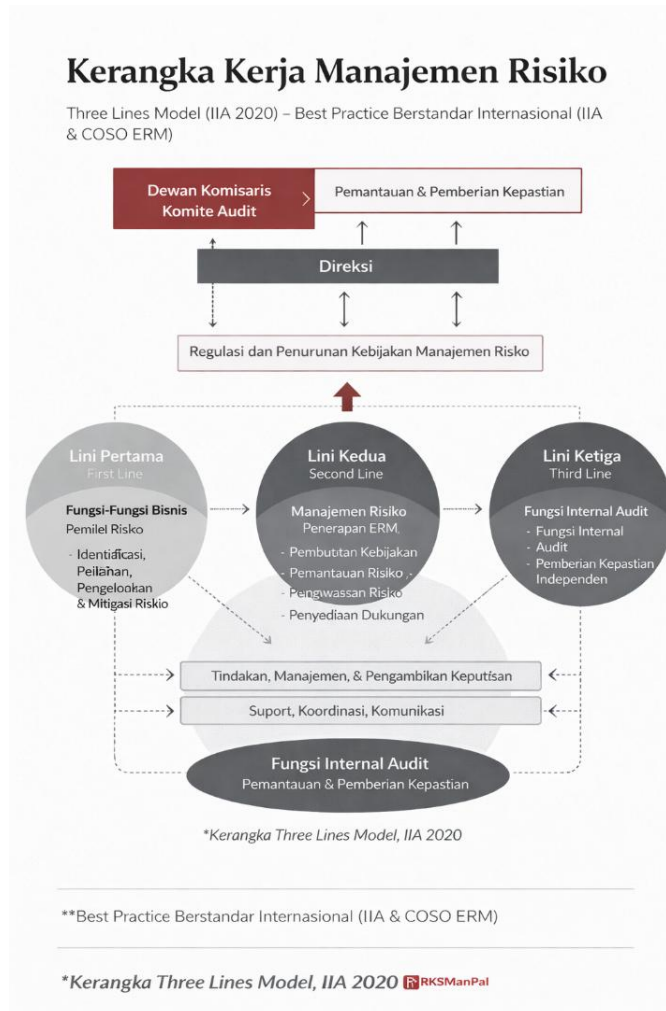 Kerangka Kerja Manajemen Risiko
Three Lines Model (IIA 2020) – Best Practice Berstandar Internasional (IIA
& COSO ERM)
Dewan Komisaris
Komite Audit
Pemantauan & Pemberian Kepastian
Direksi
Regulasi dan Penurunan Kebijakan Manajemen Risiko
Lini Pertama
First Line
Fungsi-Fungsi Bisnis
Pemilel Risiko
- Identificasi,
Peilahan,
Pengelookan
& Mitigasi Riskio
Lini Kedua
Second Line
Manajemen Risiko
Penerapan ERM,
- Pembutan Kebijakan
- Pemantauan Risiko ,-
- Pengwassan Risiko
- Penyediaan Dukungan
Lini Ketiga
Third Line
Fungsi Internal Audit
- Fungsi Internal
- Audit
- Pemberian Kepastian
Independen
Tindakan, Manajemen, & Pengambikan Keputisan
Suport, Koordinasi, Komunikasi
Fungsi Internal Audit
Pemantauan & Pemberian Kepastian
*Kerangka Three Lines Model, IIA 2020
**Best Practice Berstandar Internasional (IIA & COSO ERM)
*Kerangka Three Lines Model, IIA 2020 RKSManPal